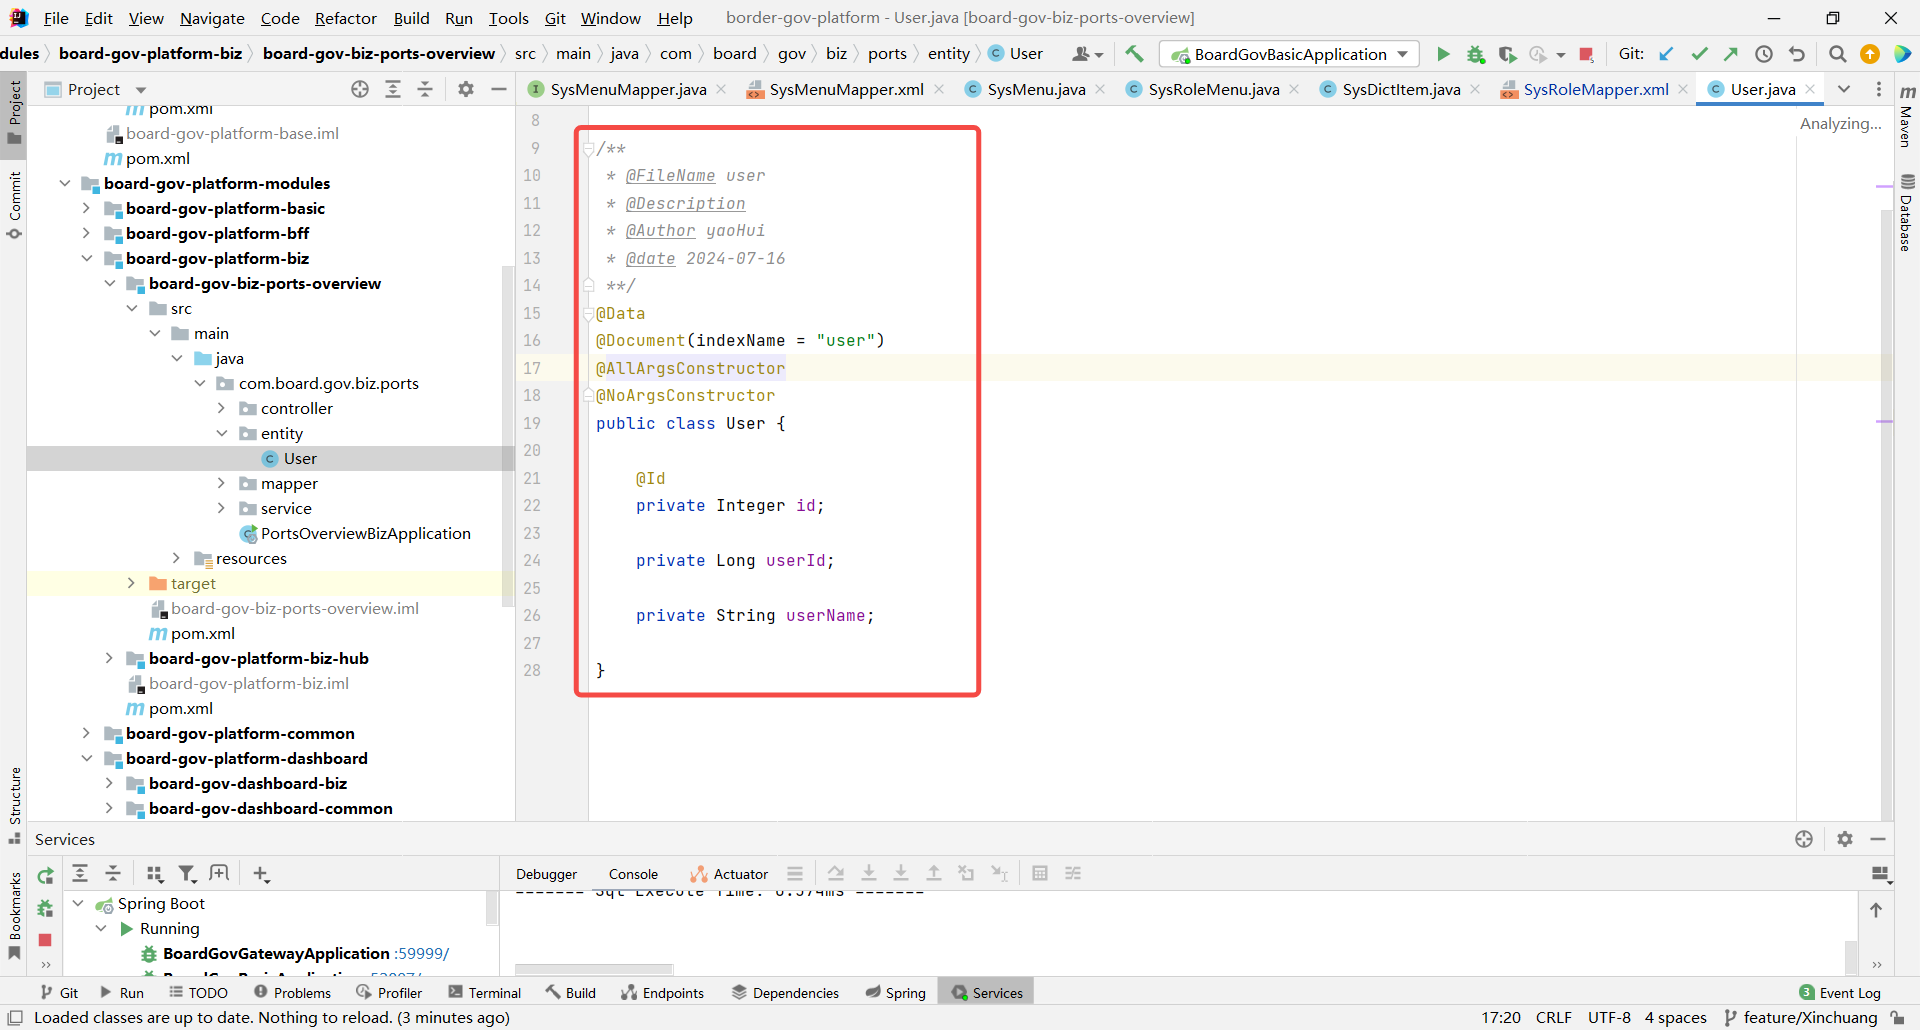 File Edit View Navigate Code Refactor Build Run Tools Git Window Help border-gov-platform - User.java [board-gov-biz-ports-overview]
dules board-gov-platform-biz board-gov-biz-ports-overview src main java com board gov biz ports entity User BoardGovBasicApplication Git:
Project
SysMenuMapper.java SysMenuMapper.xml SysMenu.java SysRoleMenu.java SysDictItem.java SysRoleMapper.xml User.java
Project
Commit
Structure
Bookmarks
Maven
Database
pom.xml
board-gov-platform-base.iml
pom.xml
board-gov-platform-modules
board-gov-platform-basic
board-gov-platform-bff
board-gov-platform-biz
board-gov-biz-ports-overview
src
main
java
com.board.gov.biz.ports
controller
entity
User
mapper
service
PortsOverviewBizApplication
resources
target
board-gov-biz-ports-overview.iml
pom.xml
board-gov-platform-biz-hub
board-gov-platform-biz.iml
pom.xml
board-gov-platform-common
board-gov-platform-dashboard
board-gov-dashboard-biz
board-gov-dashboard-common
Analyzing...
8
9 /**
10 * @FileName user
11 * @Description
12 * @Author yaoHui
13 * @date 2024-07-16
14 **/
15 @Data
16 @Document(indexName = "user")
17 @AllArgsConstructor
18 @NoArgsConstructor
19 public class User {
20
21 @Id
22 private Integer id;
23
24 private Long userId;
25
26 private String userName;
27
28 }
Services
Debugger Console Actuator
Spring Boot
Running
BoardGovGatewayApplication :59999/
======= Sql Execute Time: 0.574ms =======
Git Run TODO Problems Profiler Terminal Build Endpoints Dependencies Spring Services 3 Event Log
Loaded classes are up to date. Nothing to reload. (3 minutes ago) 17:20 CRLF UTF-8 4 spaces feature/Xinchuang